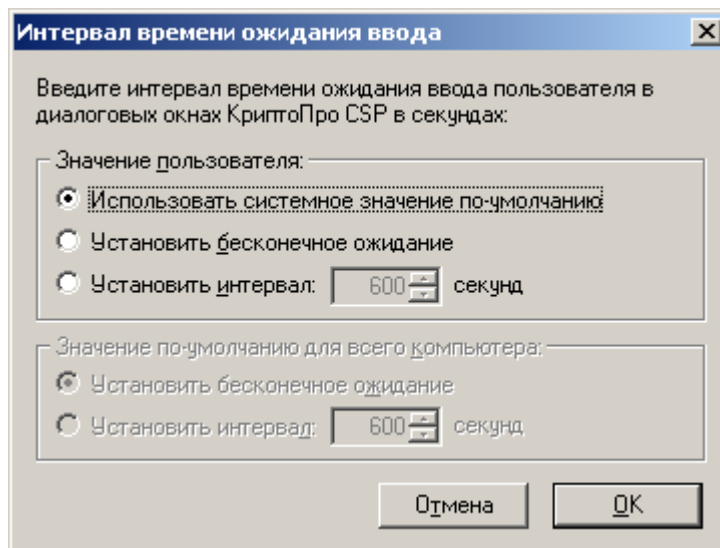 Интервал времени ожидания ввода
Введите интервал времени ожидания ввода пользователя в
диалоговых окнах КриптоПро CSP в секундах:
Значение пользователя:
Использовать системное значение по-умолчанию
Установить бесконечное ожидание
Установить интервал: 600 секунд
Значение по-умолчанию для всего компьютера:
Установить бесконечное ожидание
Установить интервал: 600 секунд
Отмена OK